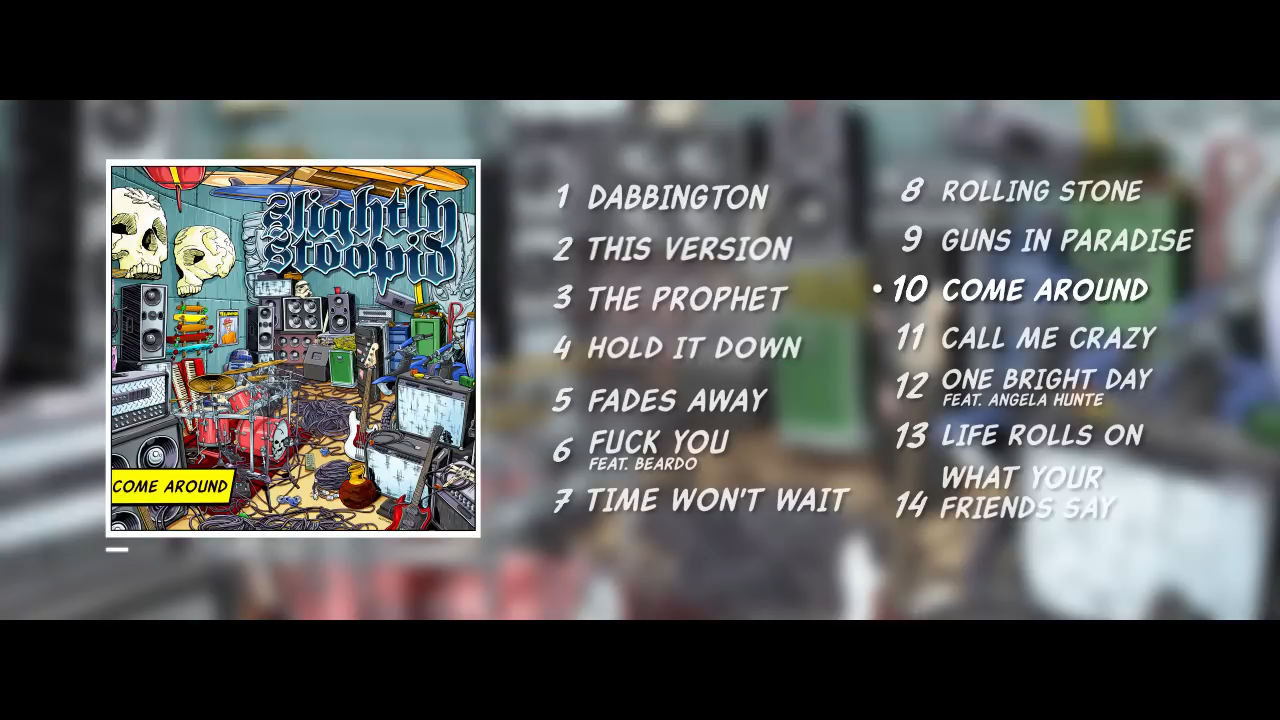 slightly
stoopid
COME AROUND
1 DABBINGTON
2 THIS VERSION
3 THE PROPHET
4 HOLD IT DOWN
5 FADES AWAY
6 FUCK YOU
FEAT. BEARDO
7 TIME WON'T WAIT
8 ROLLING STONE
9 GUNS IN PARADISE
• 10 COME AROUND
11 CALL ME CRAZY
12 ONE BRIGHT DAY
FEAT. ANGELA HUNTE
13 LIFE ROLLS ON
WHAT YOUR
14 FRIENDS SAY